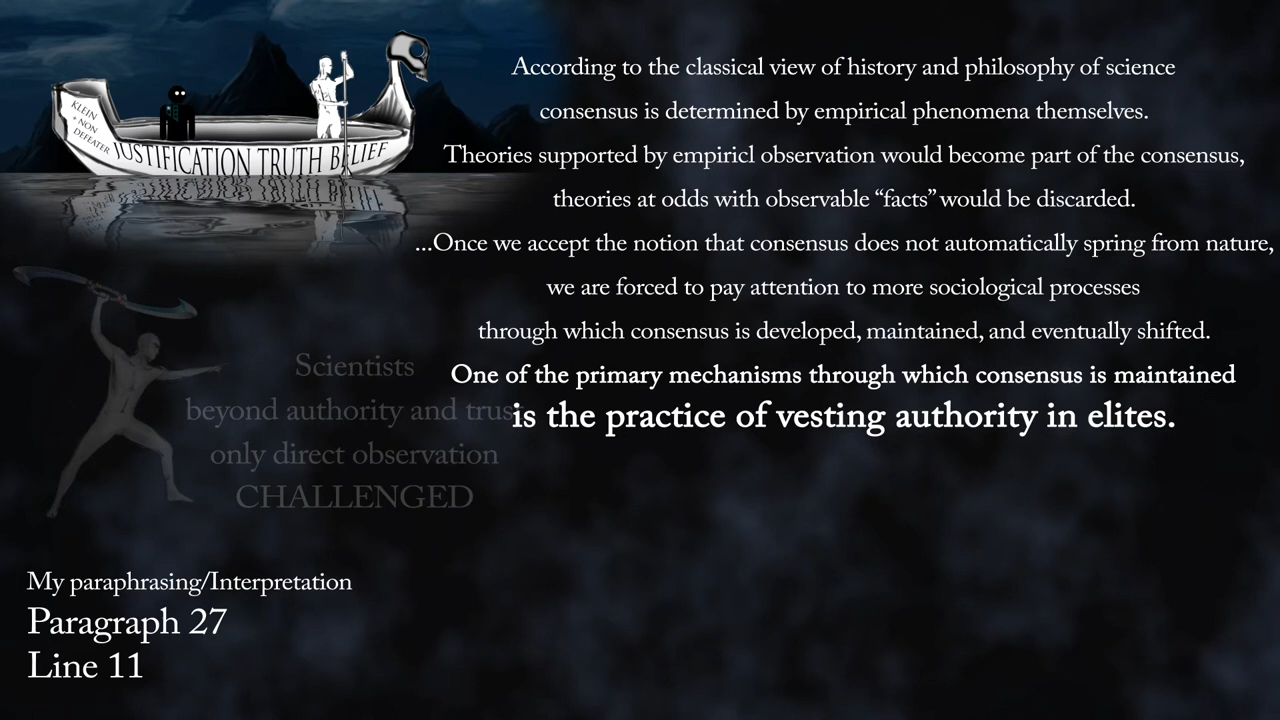 KLEIN
+ NON
DEFEATER
JUSTIFICATION TRUTH BELIEF
According to the classical view of history and philosophy of science
consensus is determined by empirical phenomena themselves.
Theories supported by empiricl observation would become part of the consensus,
theories at odds with observable “facts” would be discarded.
...Once we accept the notion that consensus does not automatically spring from nature,
we are forced to pay attention to more sociological processes
through which consensus is developed, maintained, and eventually shifted.
One of the primary mechanisms through which consensus is maintained
is the practice of vesting authority in elites.
Scientists
beyond authority and trus
only direct observation
CHALLENGED
My paraphrasing/Interpretation
Paragraph 27
Line 11